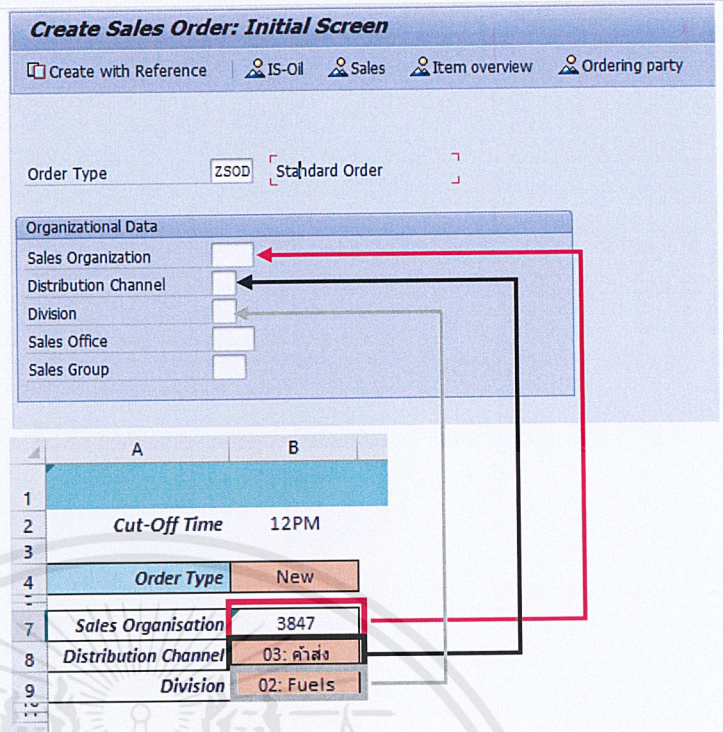 Create Sales Order: Initial Screen
Create with Reference IS-Oil Sales Item overview Ordering party
Order Type ZSOD Standard Order
Organizational Data
Sales Organization
Distribution Channel
Division
Sales Office
Sales Group
A B
1
2 Cut-Off Time 12PM
3
4 Order Type New
7 Sales Organisation 3847
8 Distribution Channel 03: ค้าส่ง
9 Division 02: Fuels